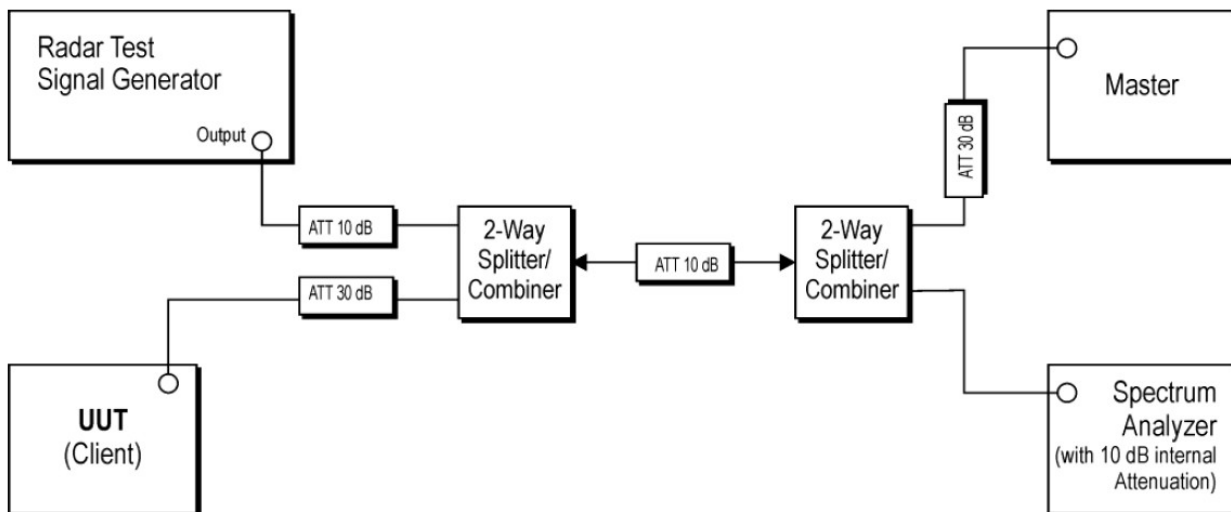 Radar Test
Signal Generator
Output
ATT 10 dB
ATT 30 dB
2-Way
Splitter/
Combiner
ATT 10 dB
2-Way
Splitter/
Combiner
ATT 30 dB
Master
UUT
(Client)
Spectrum
Analyzer
(with 10 dB internal
Attenuation)